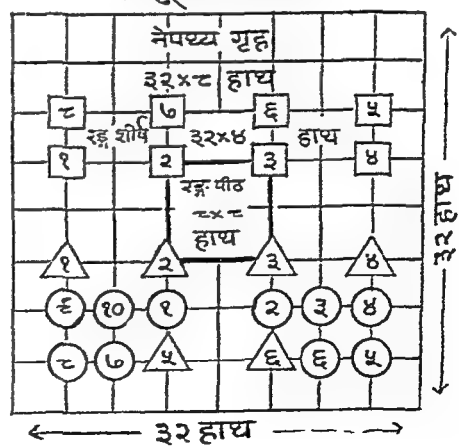 नेपथ्य गृह
३२×८ हाथ
८ ७ ६ ५
रङ्ग शीर्ष ३२×४ हाथ
१ २ ३ ४
रङ्ग-पीठ
८×८
हाथ
१ २ ३ ४
९ १० १ २ ३ ४
८ ७ ५ ६ ६ ५
३२ हाथ
३२ हाथ